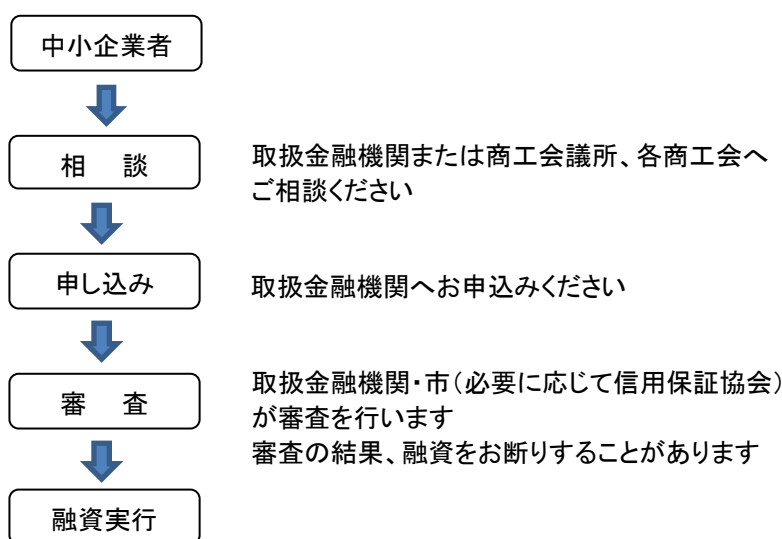 中小企業者
相　談
取扱金融機関または商工会議所、各商工会へ
ご相談ください
申し込み
取扱金融機関へお申込みください
審　査
取扱金融機関・市（必要に応じて信用保証協会）
が審査を行います
審査の結果、融資をお断りすることがあります
融資実行